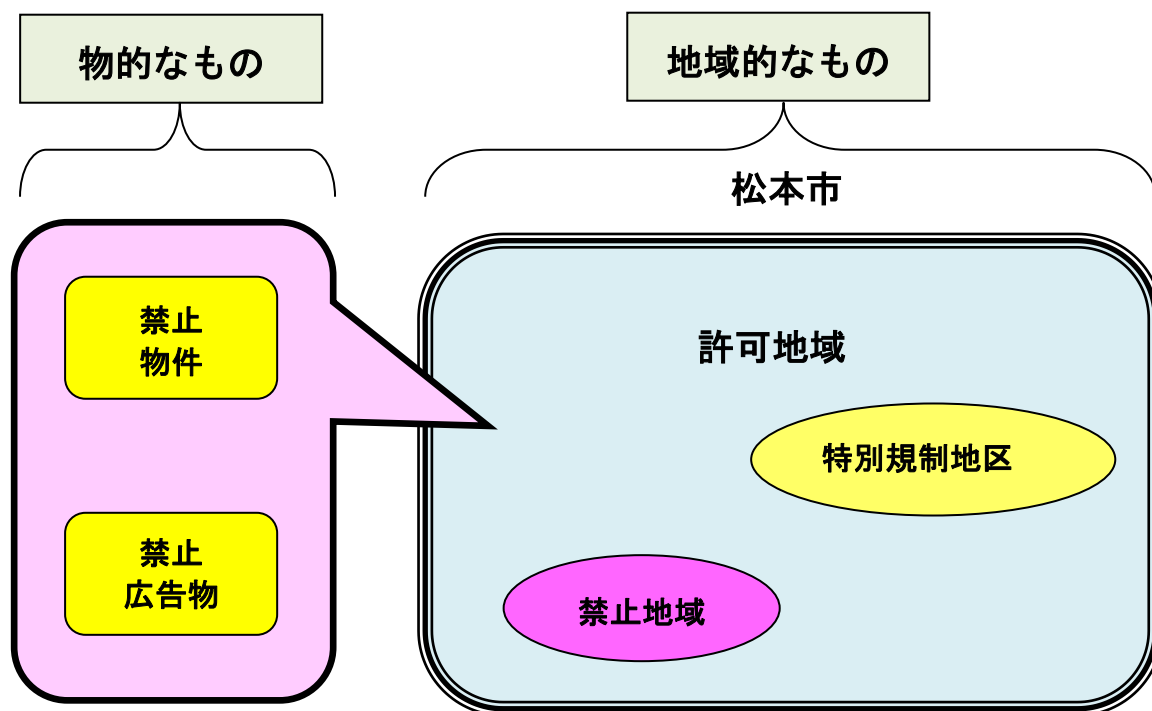 物的なもの
地域的なもの
松本市
禁止
物件
禁止
広告物
許可地域
特別規制地区
禁止地域